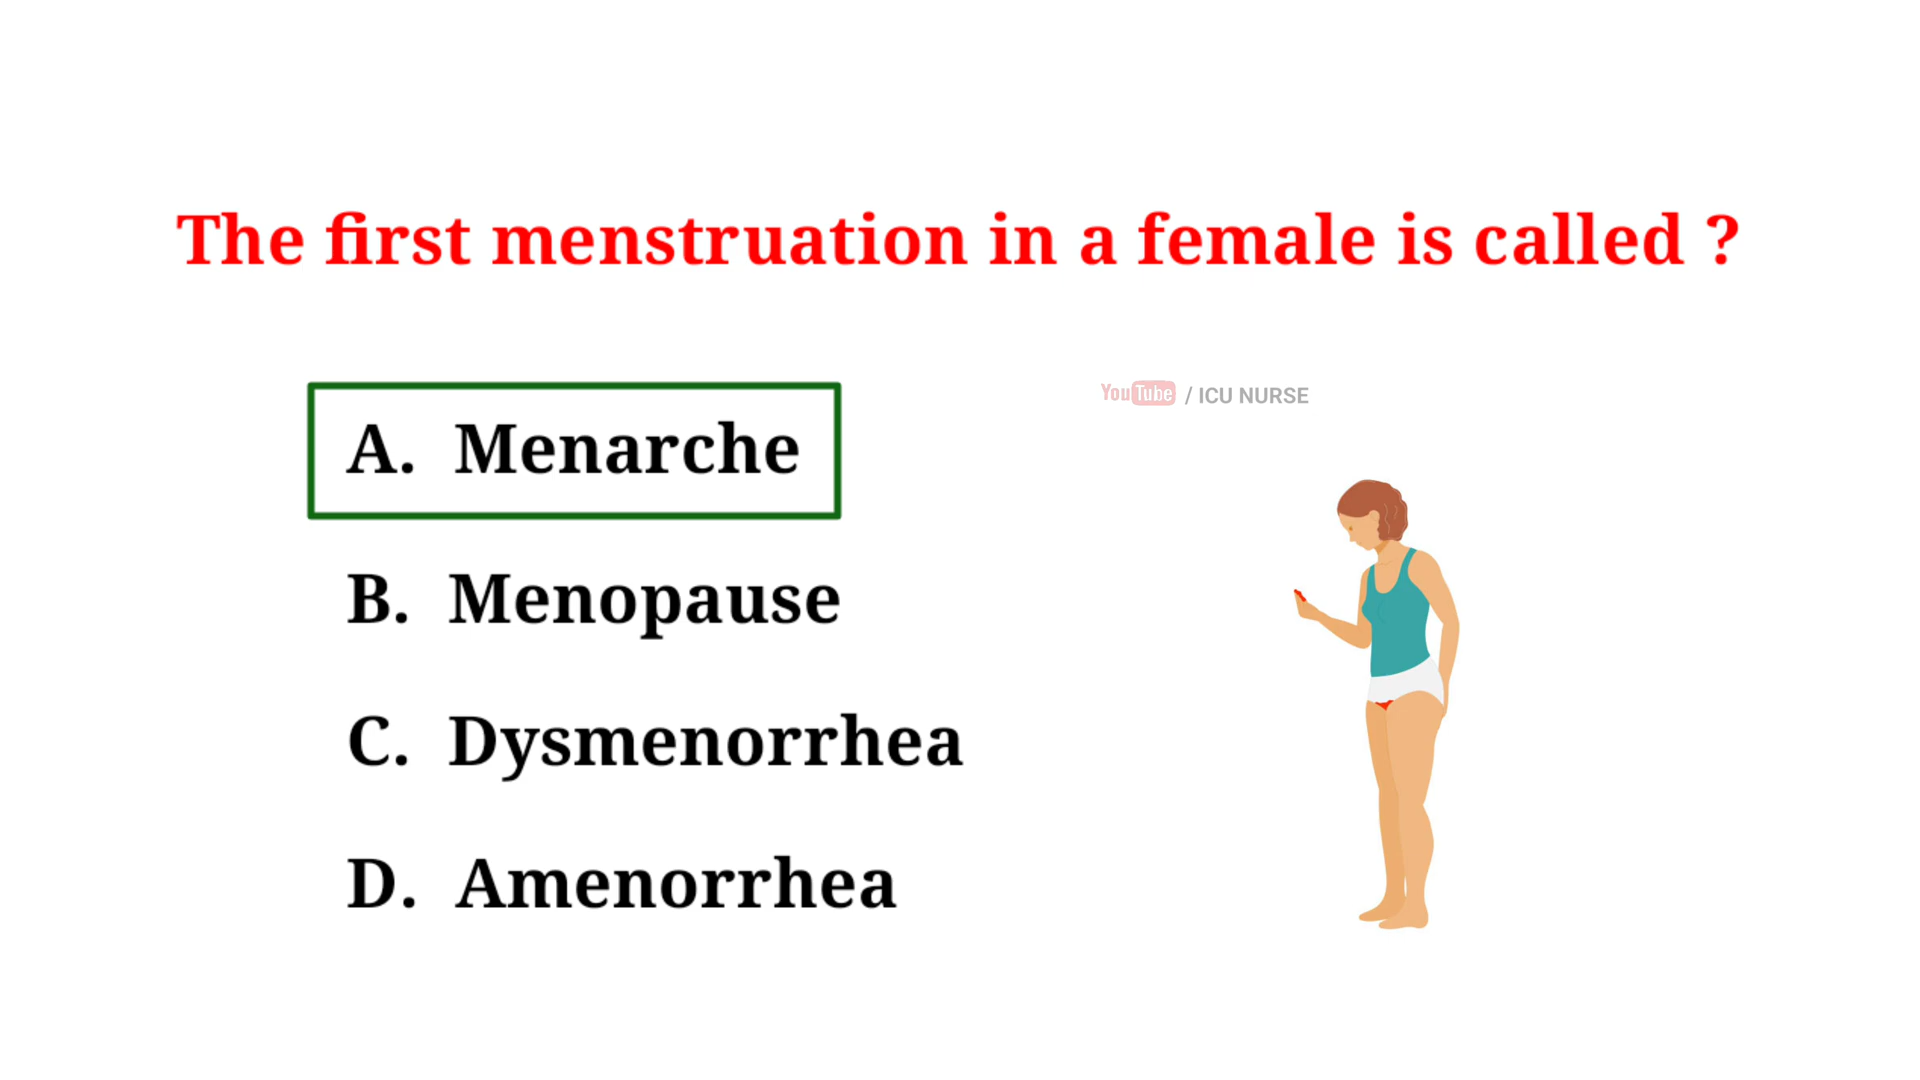 The first menstruation in a female is called ?
A. Menarche
YouTube / ICU NURSE
B. Menopause
C. Dysmenorrhea
D. Amenorrhea